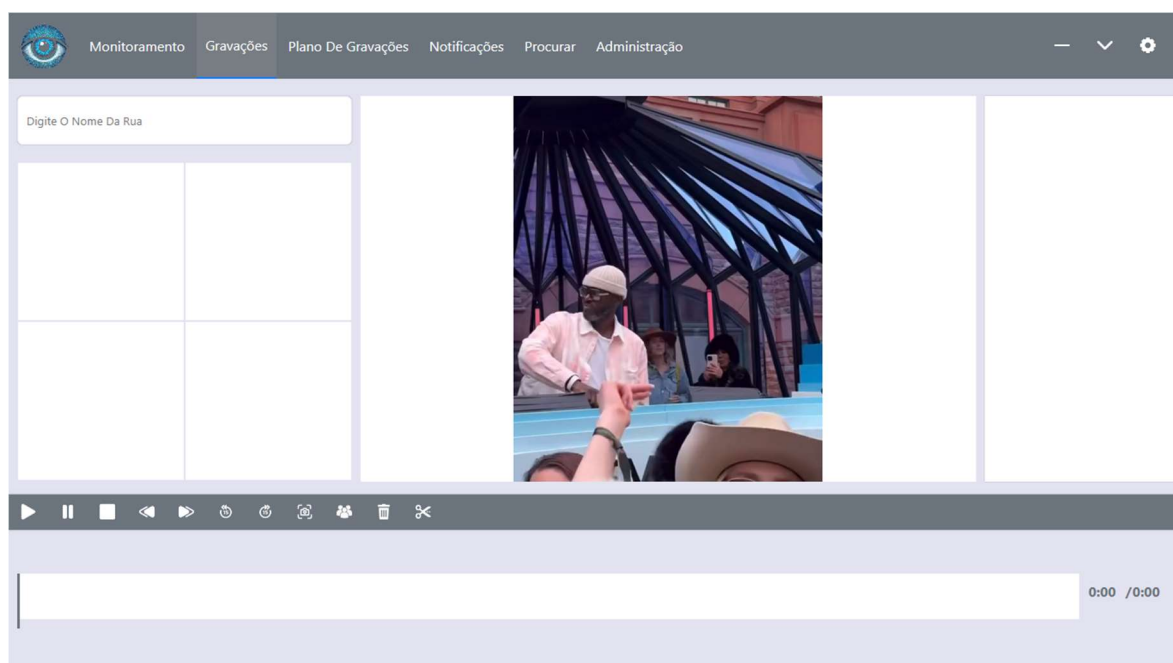 Monitoramento Gravações Plano De Gravações Notificações Procurar Administração
Digite O Nome Da Rua
0:00 /0:00